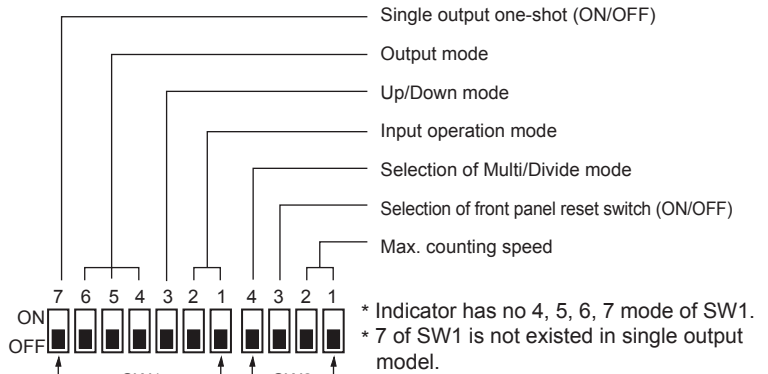 Single output one-shot (ON/OFF)
Output mode
Up/Down mode
Input operation mode
Selection of Multi/Divide mode
Selection of front panel reset switch (ON/OFF)
Max. counting speed
7 6 5 4 3 2 1 4 3 2 1
ON
OFF
* Indicator has no 4, 5, 6, 7 mode of SW1.
* 7 of SW1 is not existed in single output
model.